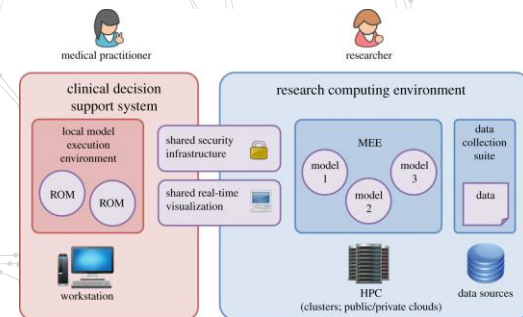 medical practitioner
researcher
clinical decision
support system
research computing environment
local model
execution
environment
ROM
ROM
shared security
infrastructure
shared real-time
visualization
MEE
model
1
model
2
model
3
data
collection
suite
data
workstation
HPC
(clusters; public/private clouds)
data sources